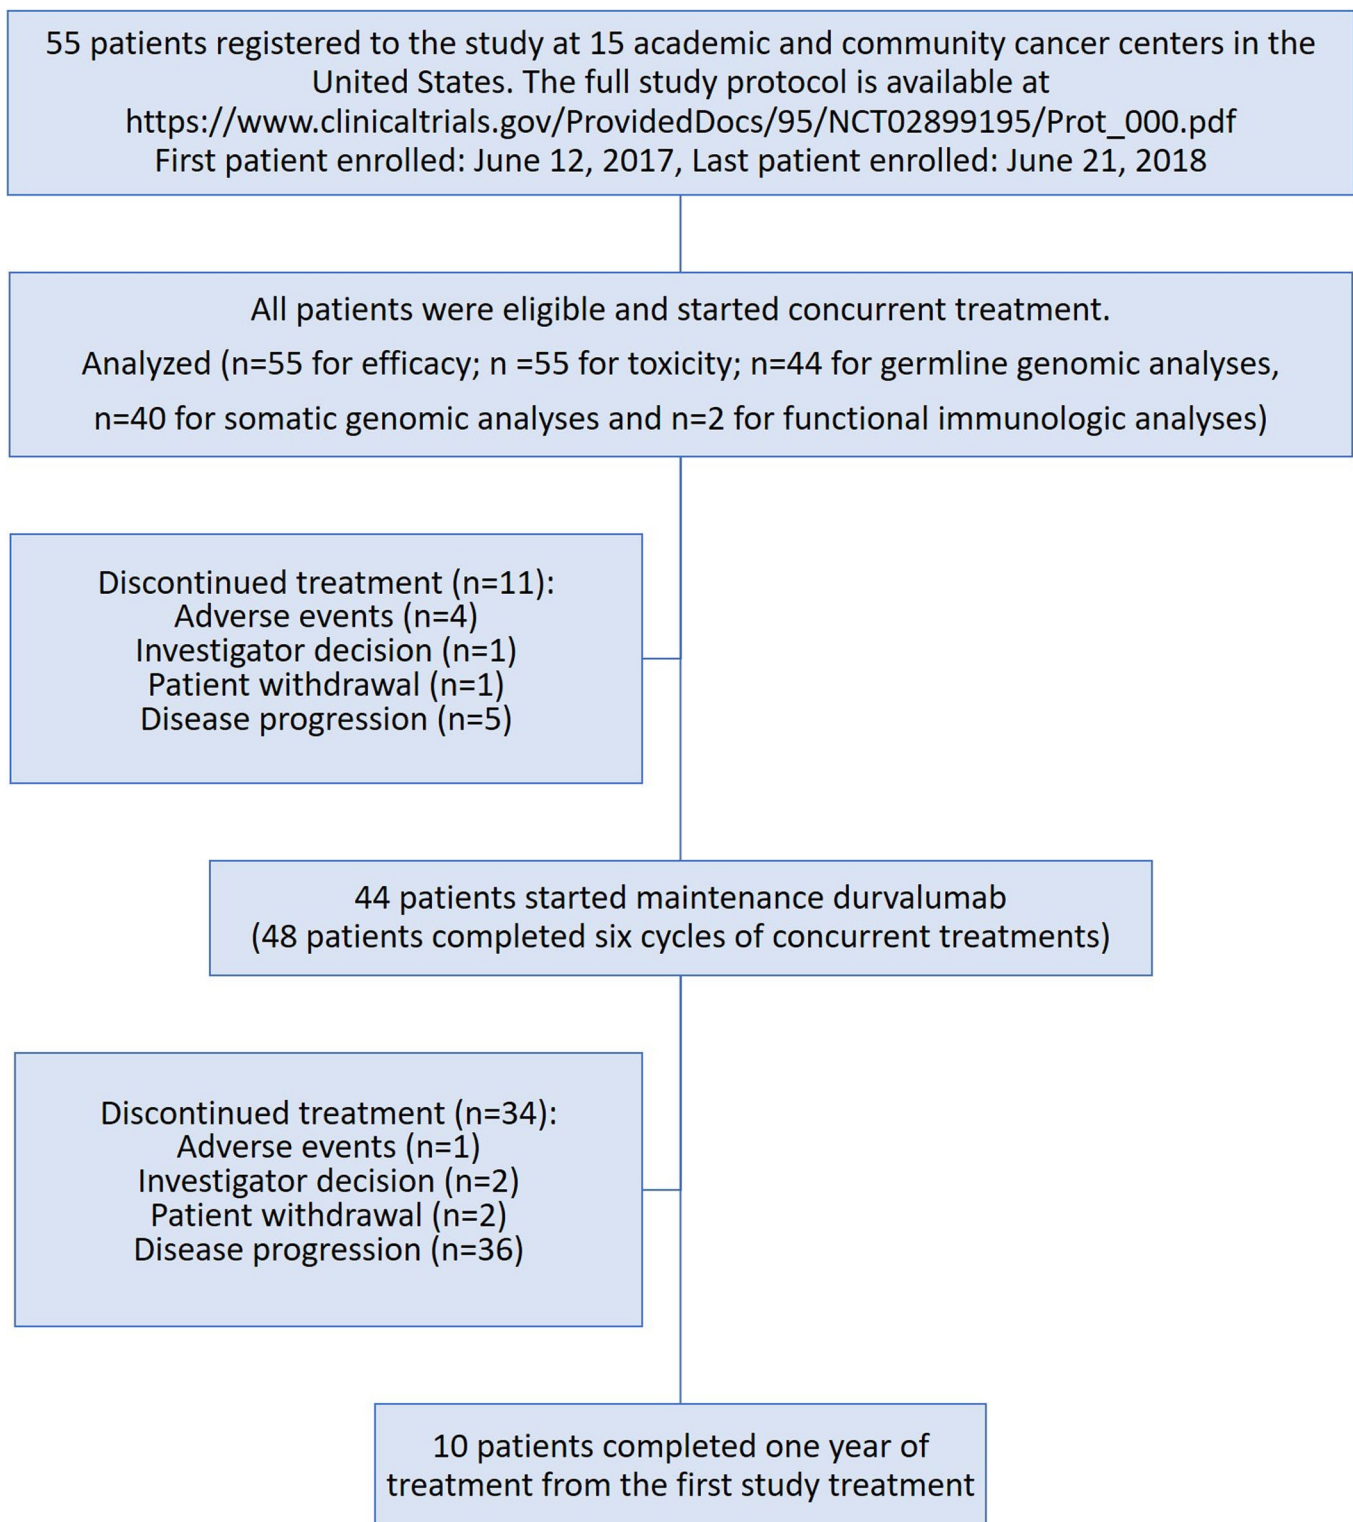 55 patients registered to the study at 15 academic and community cancer centers in the
United States. The full study protocol is available at
https://www.clinicaltrials.gov/ProvidedDocs/95/NCT02899195/Prot_000.pdf
First patient enrolled: June 12, 2017, Last patient enrolled: June 21, 2018
All patients were eligible and started concurrent treatment.
Analyzed (n=55 for efficacy; n =55 for toxicity; n=44 for germline genomic analyses,
n=40 for somatic genomic analyses and n=2 for functional immunologic analyses)
Discontinued treatment (n=11):
Adverse events (n=4)
Investigator decision (n=1)
Patient withdrawal (n=1)
Disease progression (n=5)
44 patients started maintenance durvalumab
(48 patients completed six cycles of concurrent treatments)
Discontinued treatment (n=34):
Adverse events (n=1)
Investigator decision (n=2)
Patient withdrawal (n=2)
Disease progression (n=36)
10 patients completed one year of
treatment from the first study treatment